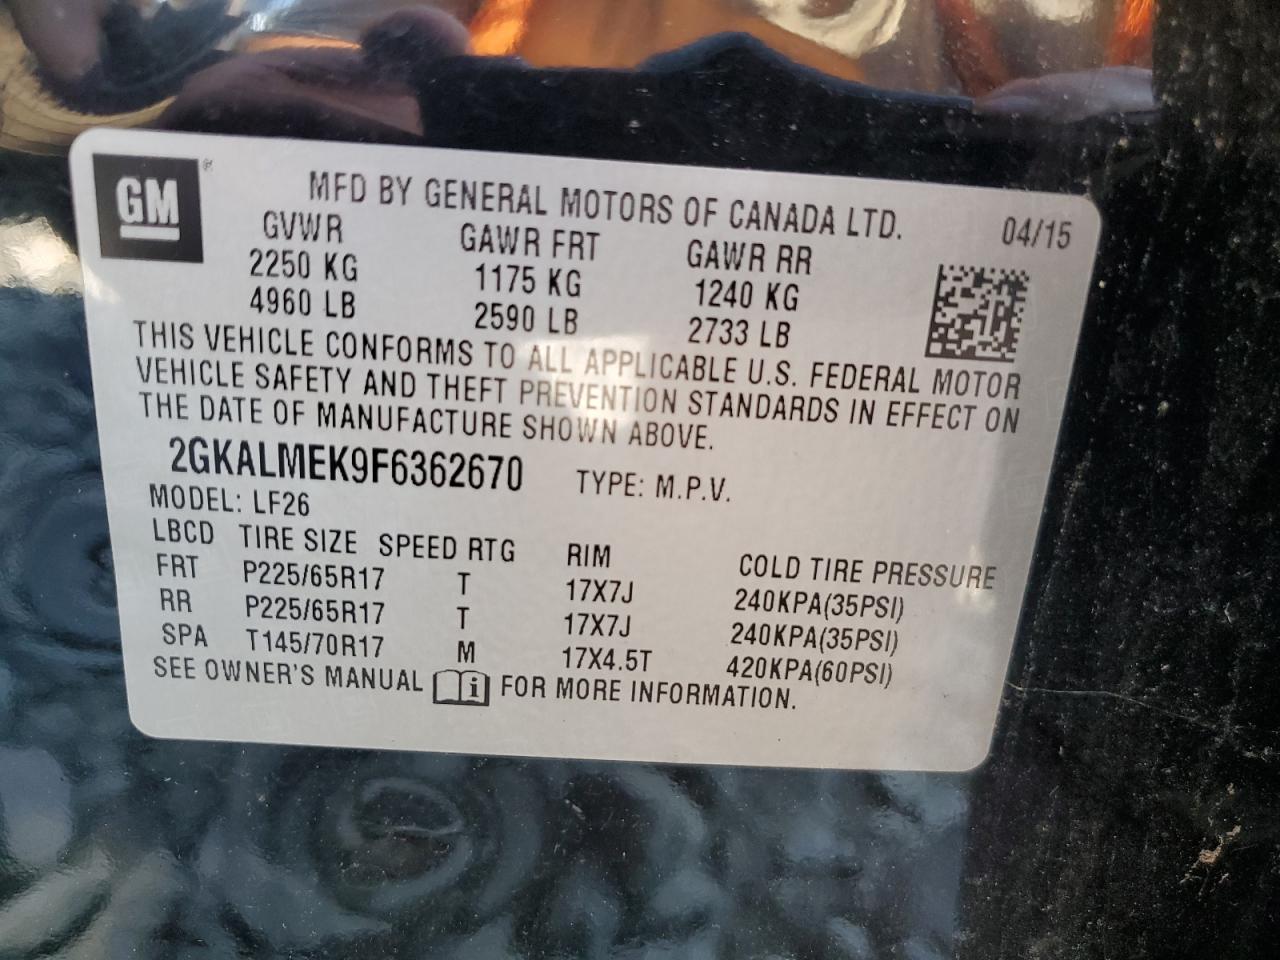 GM ®
MFD BY GENERAL MOTORS OF CANADA LTD. 04/15
GVWR GAWR FRT GAWR RR
2250 KG 1175 KG 1240 KG
4960 LB 2590 LB 2733 LB
THIS VEHICLE CONFORMS TO ALL APPLICABLE U.S. FEDERAL MOTOR
VEHICLE SAFETY AND THEFT PREVENTION STANDARDS IN EFFECT ON
THE DATE OF MANUFACTURE SHOWN ABOVE.
2GKALMEK9F6362670 TYPE: M.P.V.
MODEL: LF26
LBCD TIRE SIZE SPEED RTG RIM COLD TIRE PRESSURE
FRT P225/65R17 T 17X7J 240KPA(35PSI)
RR P225/65R17 T 17X7J 240KPA(35PSI)
SPA T145/70R17 M 17X4.5T 420KPA(60PSI)
SEE OWNER'S MANUAL i FOR MORE INFORMATION.